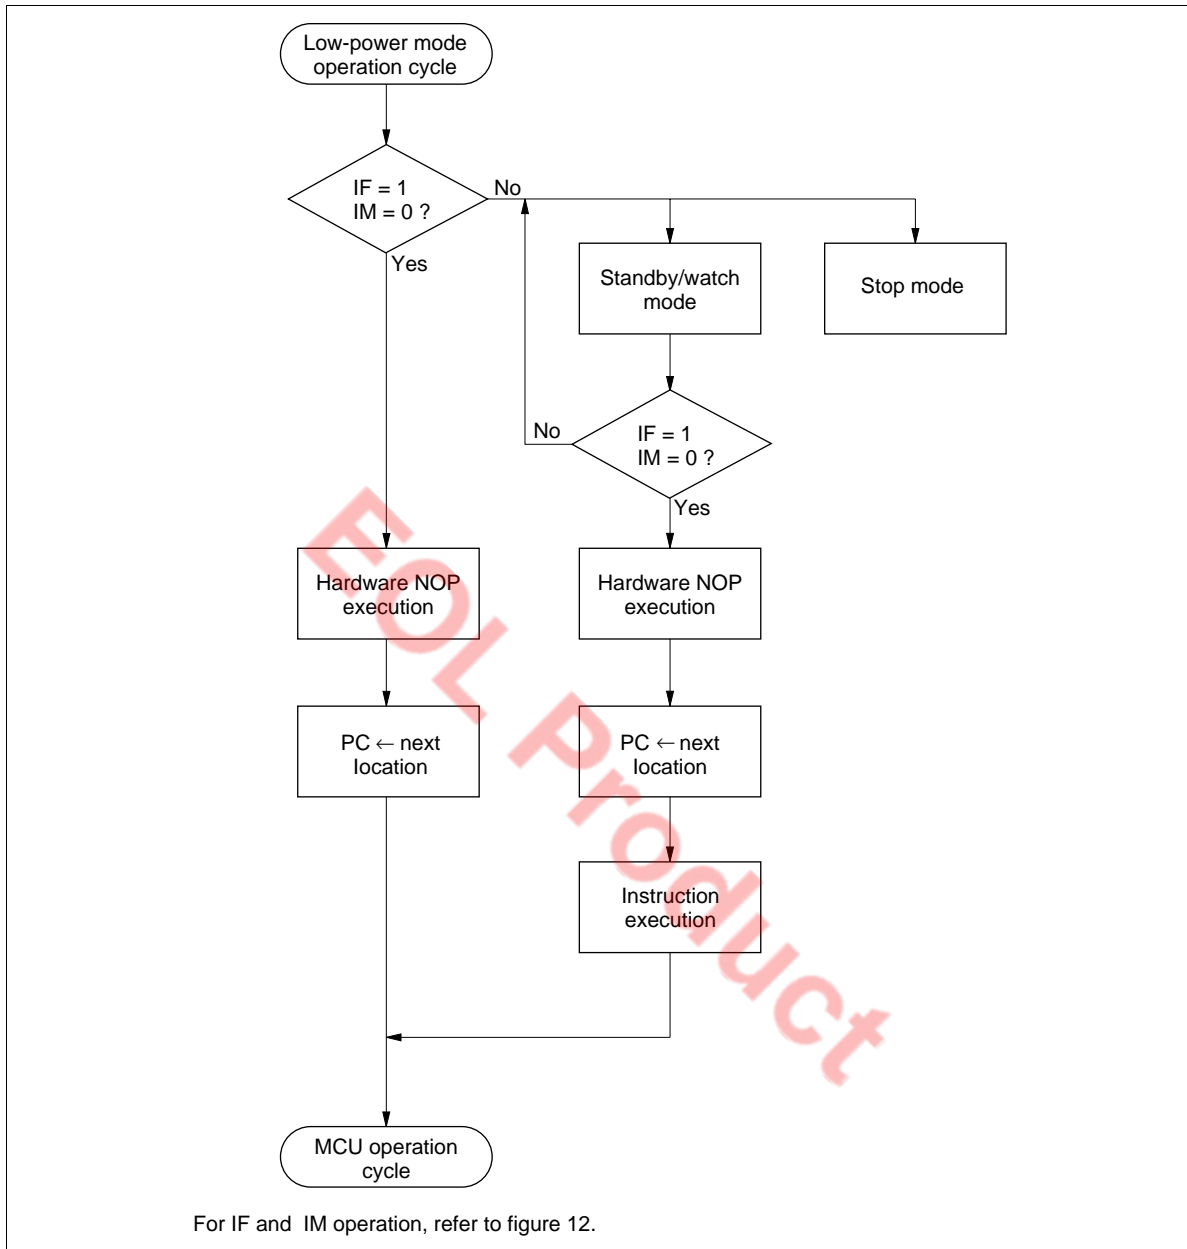 Low-power mode
operation cycle
IF = 1
IM = 0 ?
No
Yes
Standby/watch
mode
Stop mode
No
IF = 1
IM = 0 ?
Yes
Hardware NOP
execution
Hardware NOP
execution
PC ← next
location
PC ← next
location
Instruction
execution
MCU operation
cycle
For IF and IM operation, refer to figure 12.
EOL Product